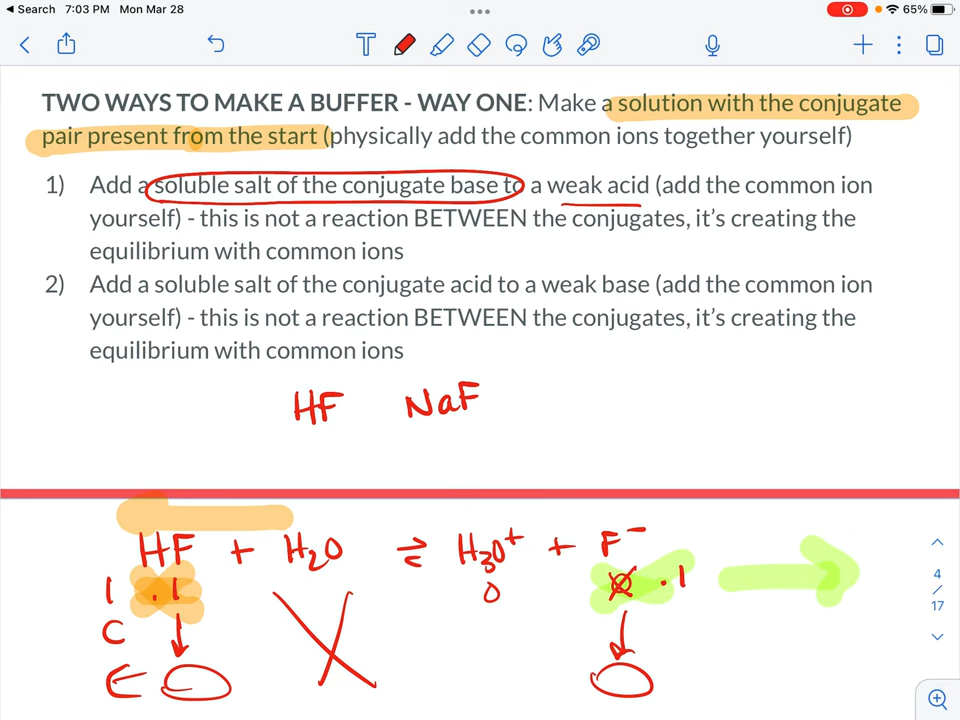 Search 7:03 PM Mon Mar 28 65%
TWO WAYS TO MAKE A BUFFER - WAY ONE: Make a solution with the conjugate
pair present from the start (physically add the common ions together yourself)
1) Add a soluble salt of the conjugate base to a weak acid (add the common ion
yourself) - this is not a reaction BETWEEN the conjugates, it's creating the
equilibrium with common ions
2) Add a soluble salt of the conjugate acid to a weak base (add the common ion
yourself) - this is not a reaction BETWEEN the conjugates, it's creating the
equilibrium with common ions
HF NaF
HF + H₂O ⇌ H₃O⁺ + F⁻
I .1 0 0 .1
C
E
4
/
17